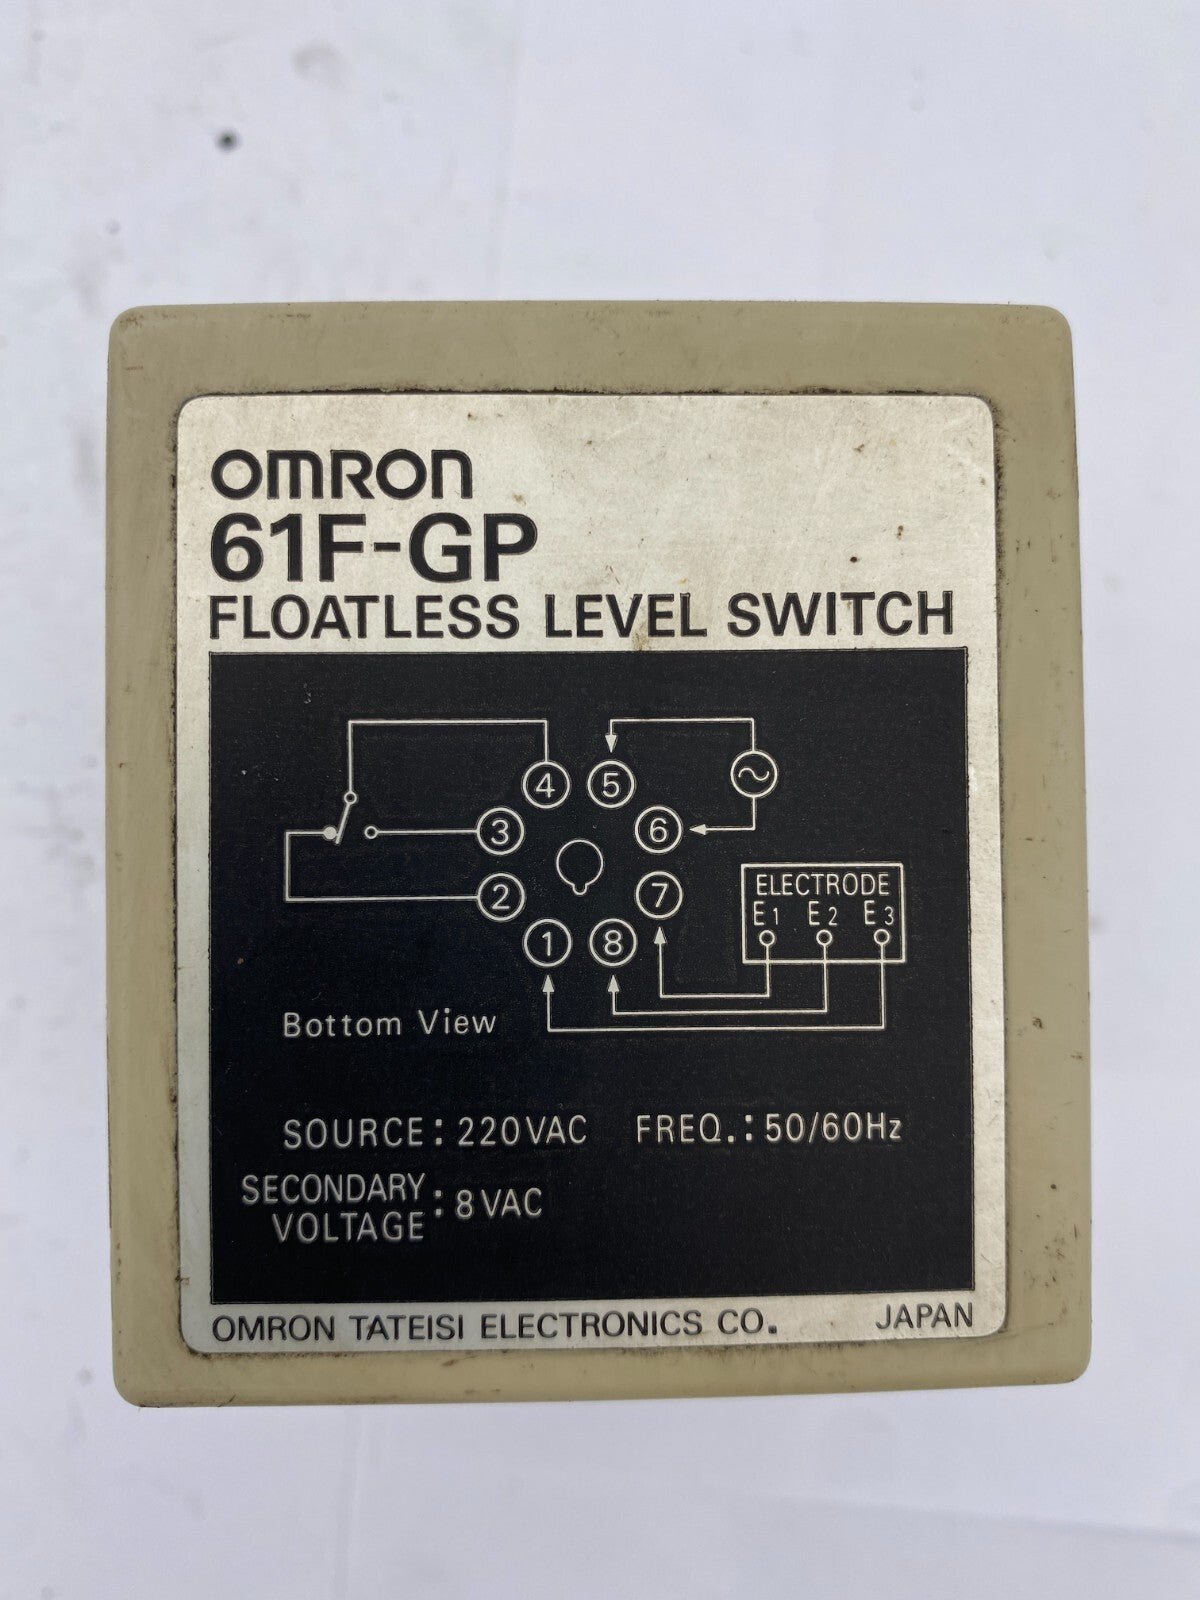 OMRON
61F-GP
FLOATLESS LEVEL SWITCH
4 5
3 6
2 7
1 8
ELECTRODE
E1 E2 E3
Bottom View
SOURCE: 220VAC FREQ.: 50/60Hz
SECONDARY VOLTAGE: 8VAC
OMRON TATEISI ELECTRONICS CO. JAPAN